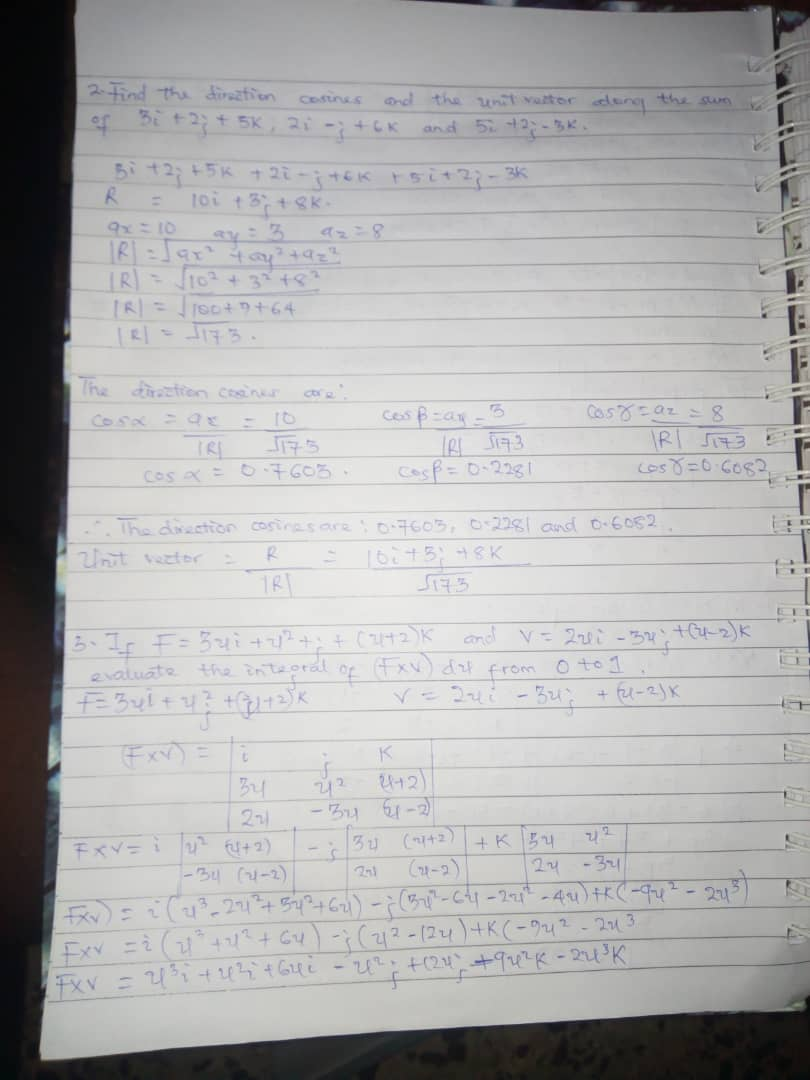 2. Find the direction cosines and the unit vector along the sum
of 3i + 2j + 5K, 2i - j + 6K and 5i + 2j - 3K.
3i + 2j + 5K + 2i - j + 6K + 5i + 2j - 3K
R = 10i + 3j + 8K.
ax = 10 ay = 3 az = 8
|R| = √ax² + ay² + az²
|R| = √10² + 3² + 8²
|R| = √100 + 9 + 64
|R| = √173.
The direction cosines are:
cos α = ax/|R| = 10/√173 cos β = ay/|R| = 3/√173 cos γ = az/|R| = 8/√173
cos α = 0.7603. cos β = 0.2281 cos γ = 0.6082
∴ The direction cosines are: 0.7603, 0.2281 and 0.6082.
Unit vector = R/|R| = 10i + 3j + 8K/√173
3. If F = 3ui + u² + j + (u+2)K and V = 2ui - 3uj + (u-2)K
evaluate the integral of (FxV) du from 0 to 1.
F = 3ui + u²j + (u+2)K V = 2ui - 3uj + (u-2)K
(FxV) = | i j K |
| 3u u² (u+2) |
| 2u -3u (u-2) |
FxV = i | u² (u+2) | - j | 3u (u+2) | + K | 3u u² |
| -3u (u-2) | | 2u (u-2) | | 2u -3u |
FxV) = i(u³ - 2u² + 3u² + 6u) - j(3u² - 6u - 2u² - 4u) + K(-9u² - 2u³)
FxV = i(u³ + u² + 6u) - j(u² - 12u) + K(-9u² - 2u³
FxV = u³i + u²i + 6ui - u²j + 12uj + 9u²K - 2u³K